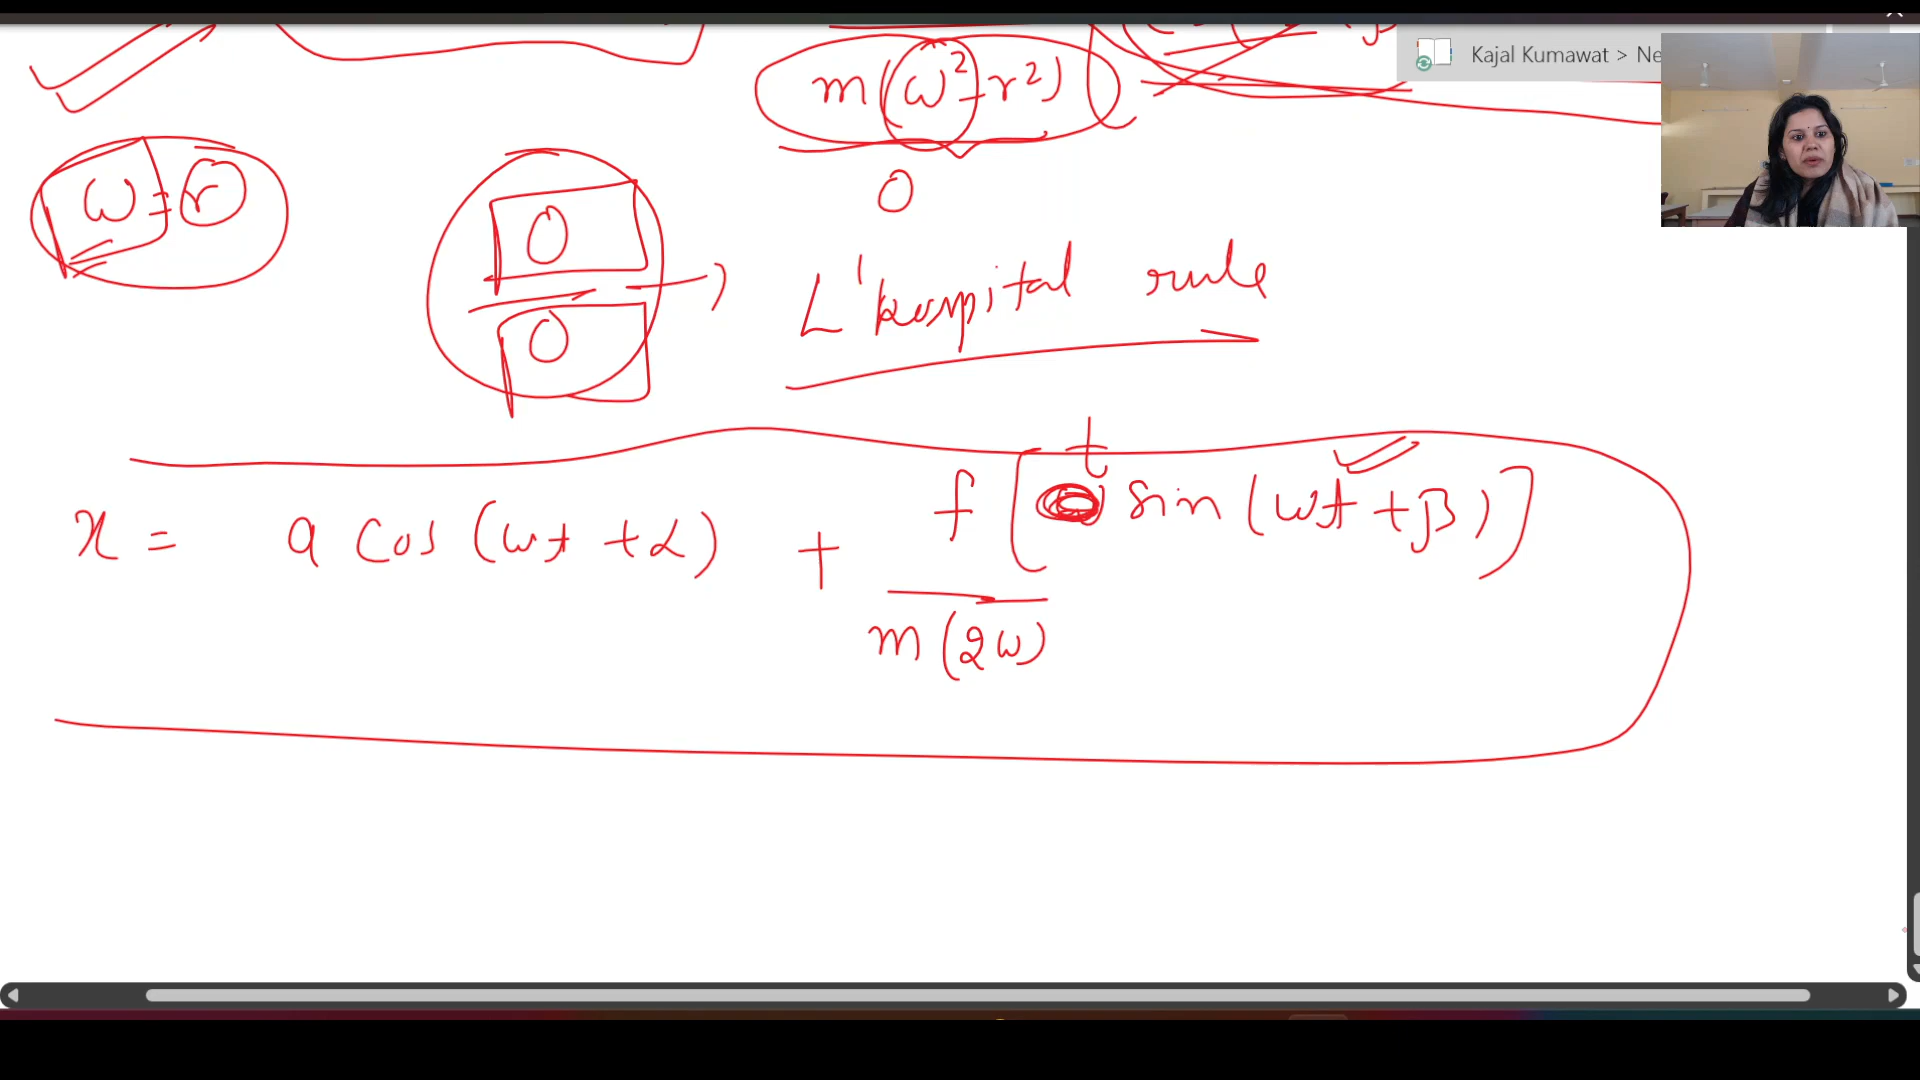 Kajal Kumawat > Ne
m(ω² - r²)
0
ω = r
0
0
L'hospital rule
x = a cos(ωt + α) + f [t sin(ωt + β)]
m(2ω)